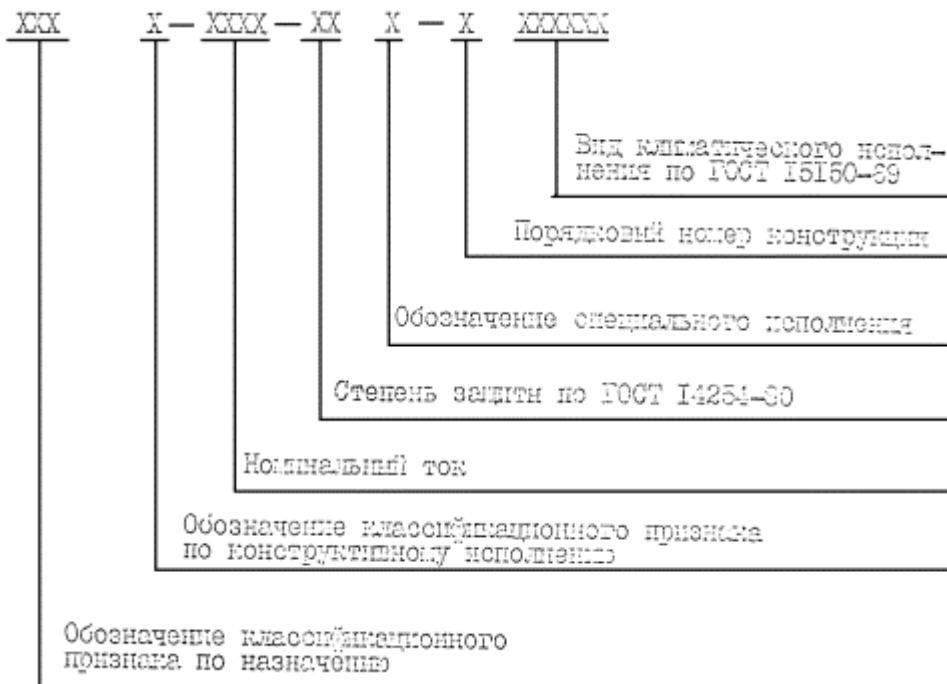 XXX X — XXXX — XX X — X XXXXXX
Вид климатического испол-
нения по ГОСТ 15150-69
Порядковый номер конструкции
Обозначение специального исполнения
Степень защиты по ГОСТ 14254-80
Номинальный ток
Обозначение классификационного признака
по конструктивному исполнению
Обозначение классификационного
признака по назначению